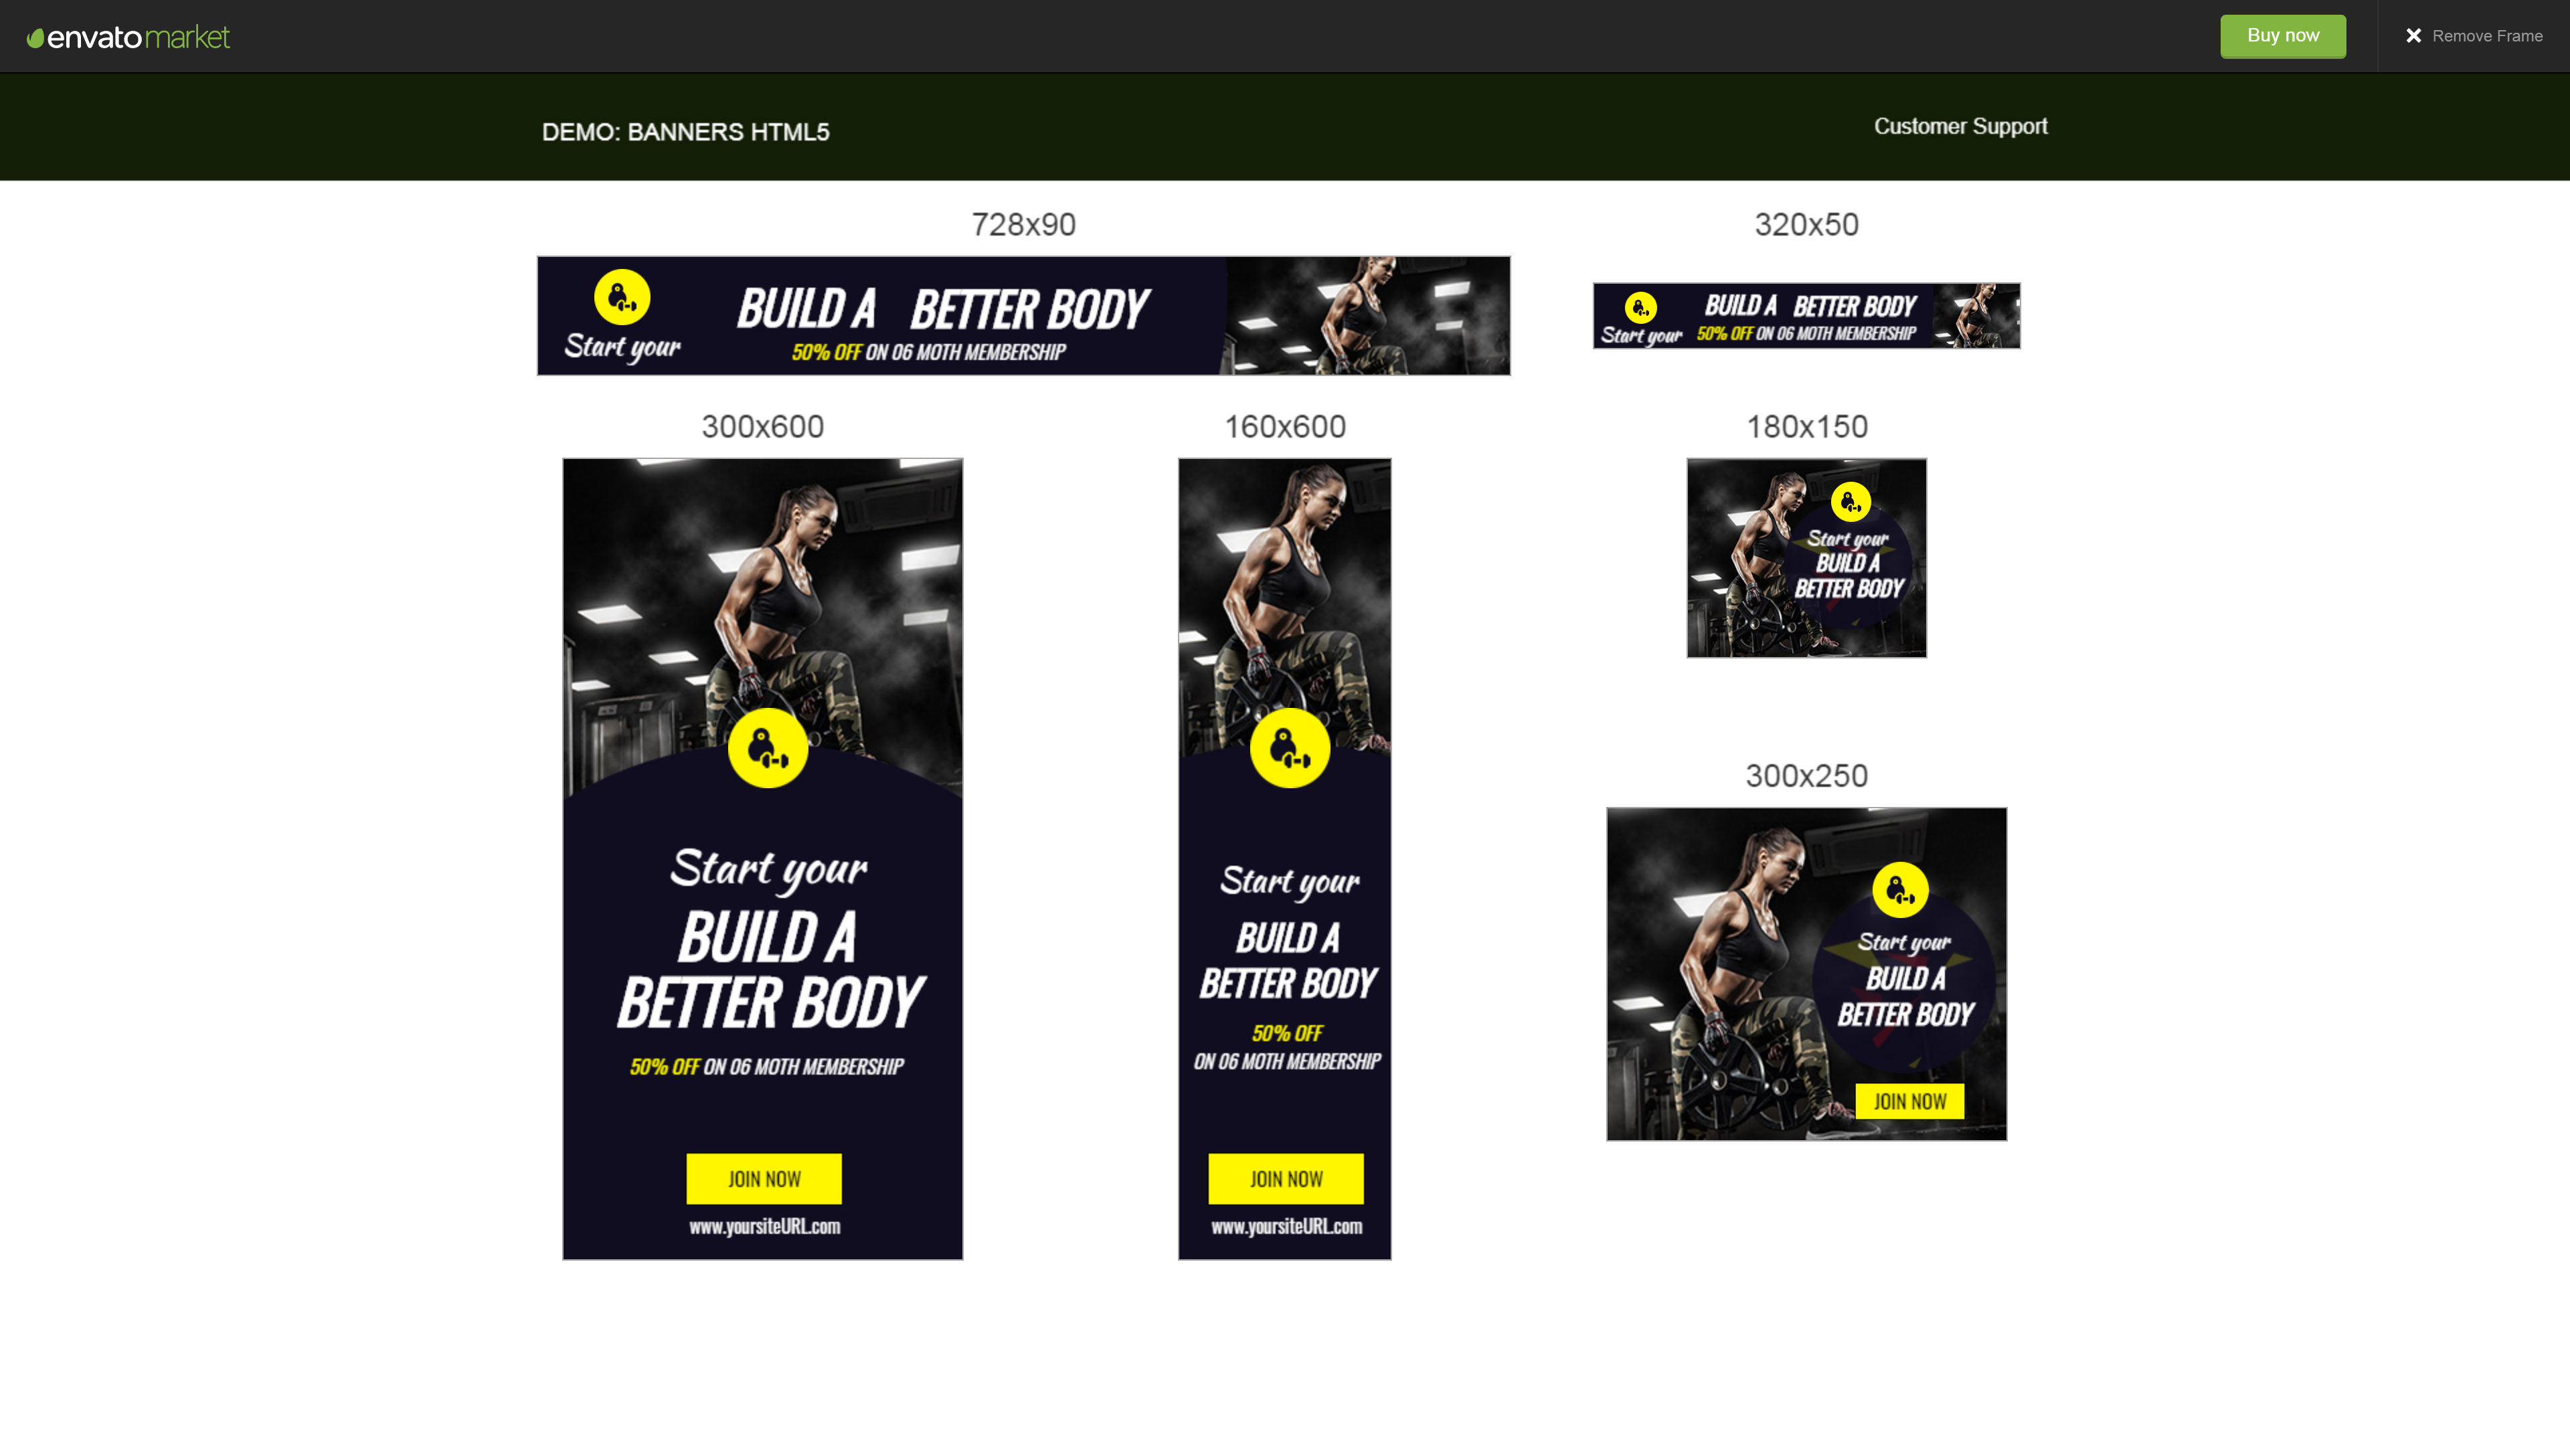 envato market
Buy now
Remove Frame
DEMO: BANNERS HTML5
Customer Support
728x90
Start your
BUILD A BETTER BODY
50% OFF ON 06 MOTH MEMBERSHIP
320x50
Start your
BUILD A BETTER BODY
50% OFF ON 06 MOTH MEMBERSHIP
300x600
Start your
BUILD A
BETTER BODY
50% OFF ON 06 MOTH MEMBERSHIP
JOIN NOW
www.yoursiteURL.com
160x600
Start your
BUILD A
BETTER BODY
50% OFF
ON 06 MOTH MEMBERSHIP
JOIN NOW
www.yoursiteURL.com
180x150
Start your
BUILD A
BETTER BODY
300x250
Start your
BUILD A
BETTER BODY
JOIN NOW